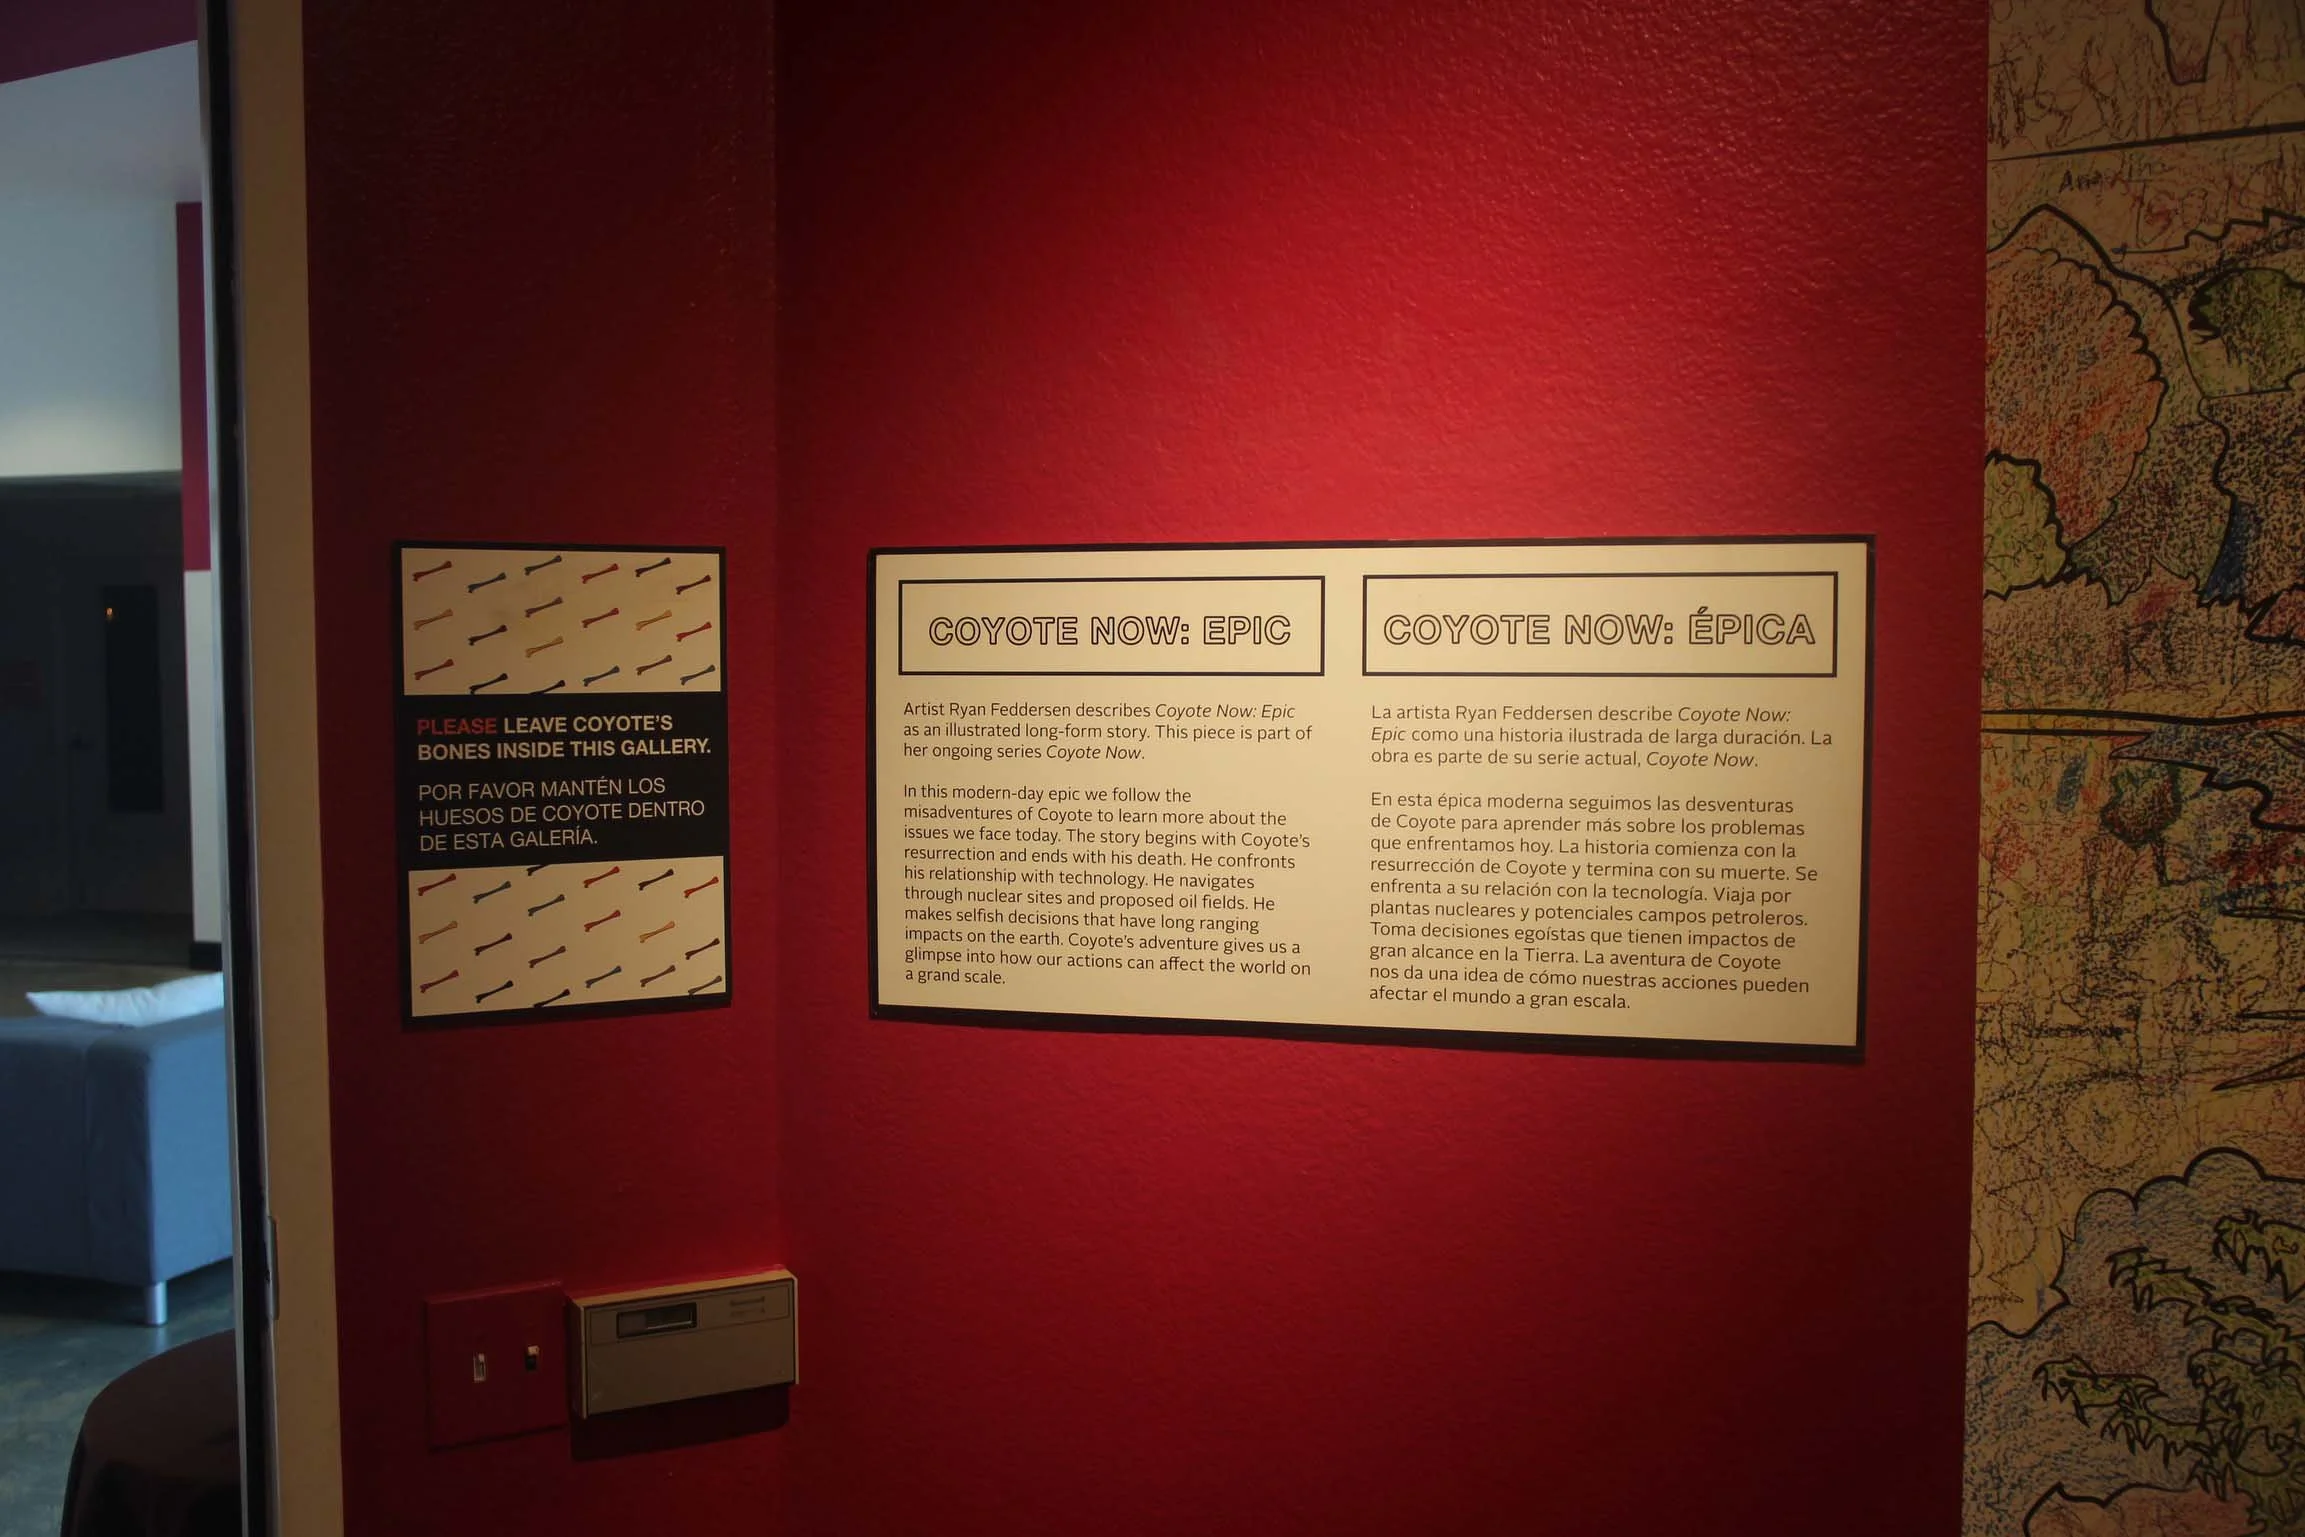 PLEASE LEAVE COYOTE'S
BONES INSIDE THIS GALLERY.
POR FAVOR MANTÉN LOS
HUESOS DE COYOTE DENTRO
DE ESTA GALERÍA.
COYOTE NOW: EPIC
Artist Ryan Feddersen describes Coyote Now: Epic
as an illustrated long-form story. This piece is part of
her ongoing series Coyote Now.
In this modern-day epic we follow the
misadventures of Coyote to learn more about the
issues we face today. The story begins with Coyote's
resurrection and ends with his death. He confronts
his relationship with technology. He navigates
through nuclear sites and proposed oil fields. He
makes selfish decisions that have long ranging
impacts on the earth. Coyote's adventure gives us a
glimpse into how our actions can affect the world on
a grand scale.
COYOTE NOW: ÉPICA
La artista Ryan Feddersen describe Coyote Now:
Epic como una historia ilustrada de larga duración. La
obra es parte de su serie actual, Coyote Now.
En esta épica moderna seguimos las desventuras
de Coyote para aprender más sobre los problemas
que enfrentamos hoy. La historia comienza con la
resurrección de Coyote y termina con su muerte. Se
enfrenta a su relación con la tecnología. Viaja por
plantas nucleares y potenciales campos petroleros.
Toma decisiones egoístas que tienen impactos de
gran alcance en la Tierra. La aventura de Coyote
nos da una idea de cómo nuestras acciones pueden
afectar el mundo a gran escala.